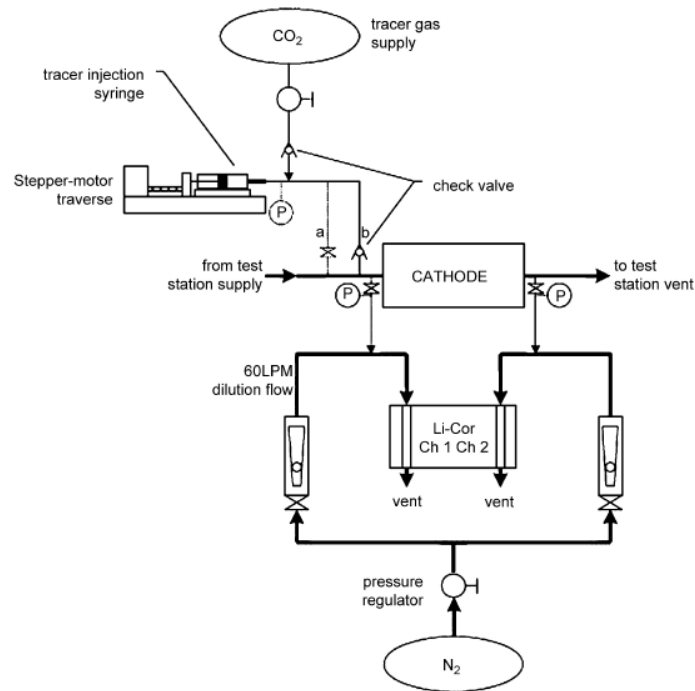 CO2
tracer gas
supply
tracer injection
syringe
Stepper-motor
traverse
P
check valve
a
b
from test
station supply
CATHODE
to test
station vent
P
P
60LPM
dilution flow
Li-Cor
Ch 1 Ch 2
vent
vent
pressure
regulator
N2